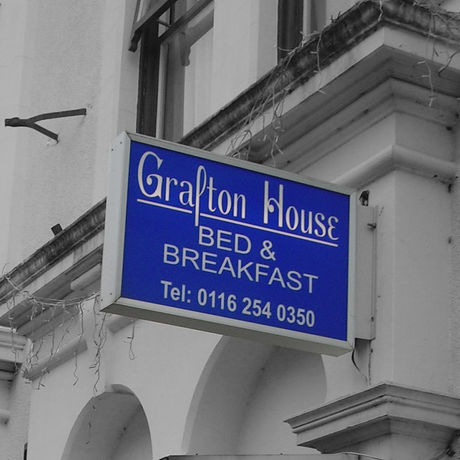 Grafton House
BED &
BREAKFAST
Tel: 0116 254 0350